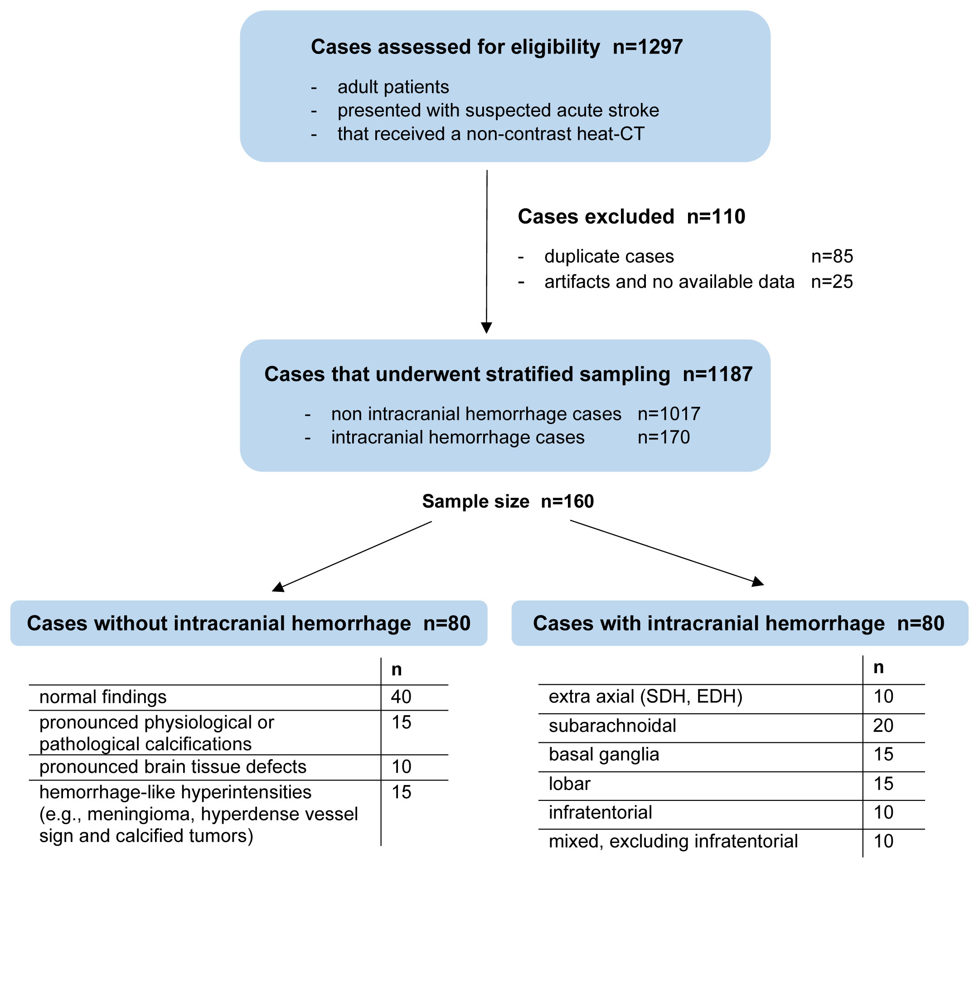 Cases assessed for eligibility n=1297
- adult patients
- presented with suspected acute stroke
- that received a non-contrast heat-CT
Cases excluded n=110
- duplicate cases n=85
- artifacts and no available data n=25
Cases that underwent stratified sampling n=1187
- non intracranial hemorrhage cases n=1017
- intracranial hemorrhage cases n=170
Sample size n=160
Cases without intracranial hemorrhage n=80
n
normal findings 40
pronounced physiological or 15
pathological calcifications
pronounced brain tissue defects 10
hemorrhage-like hyperintensities 15
(e.g., meningioma, hyperdense vessel
sign and calcified tumors)
Cases with intracranial hemorrhage n=80
n
extra axial (SDH, EDH) 10
subarachnoidal 20
basal ganglia 15
lobar 15
infratentorial 10
mixed, excluding infratentorial 10